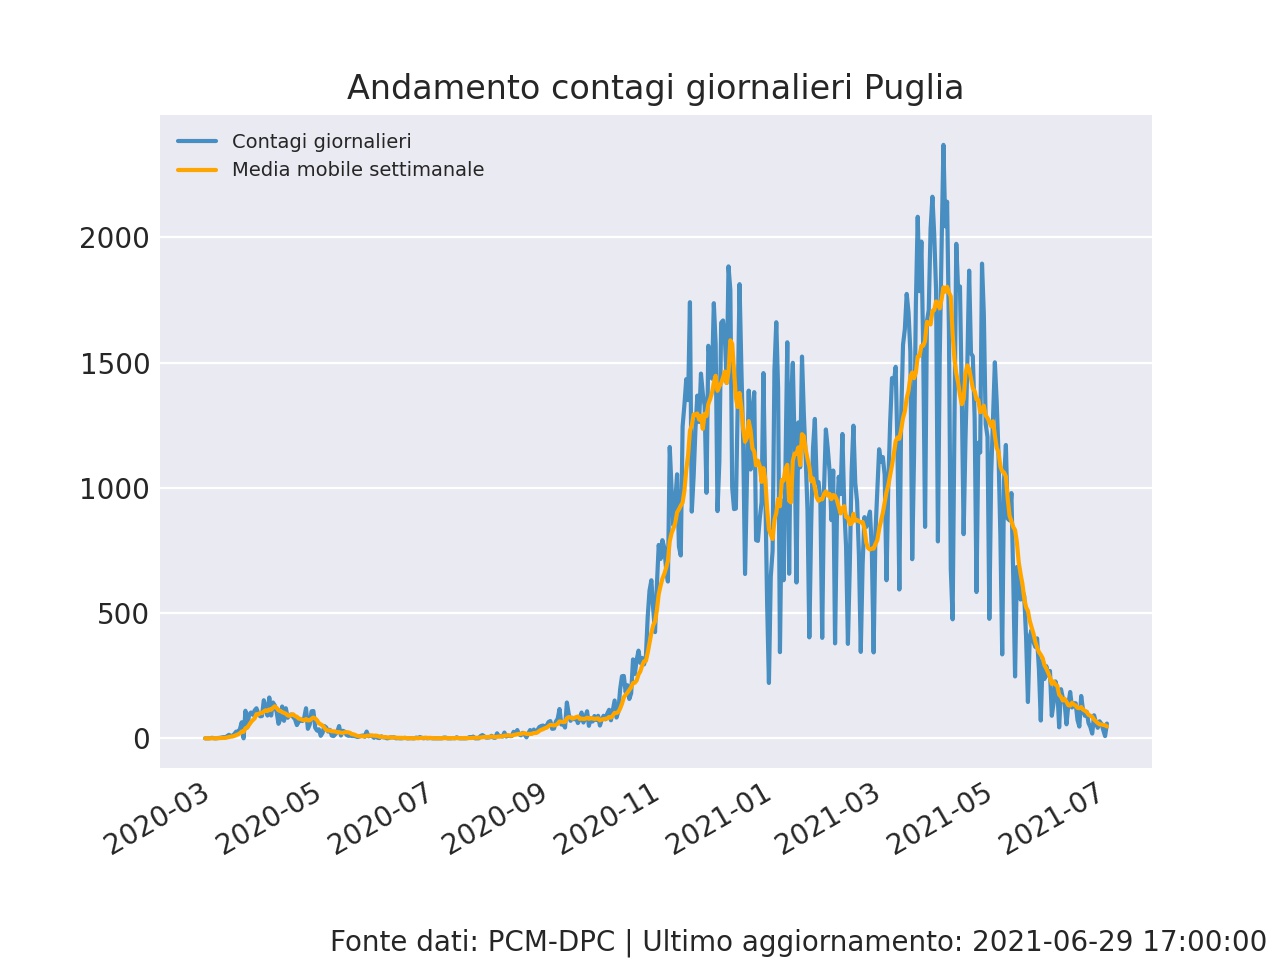 Andamento contagi giornalieri Puglia
Contagi giornalieri
Media mobile settimanale
2000
1500
1000
500
0
2020-03 2020-05 2020-07 2020-09 2020-11 2021-01 2021-03 2021-05 2021-07
Fonte dati: PCM-DPC | Ultimo aggiornamento: 2021-06-29 17:00:00